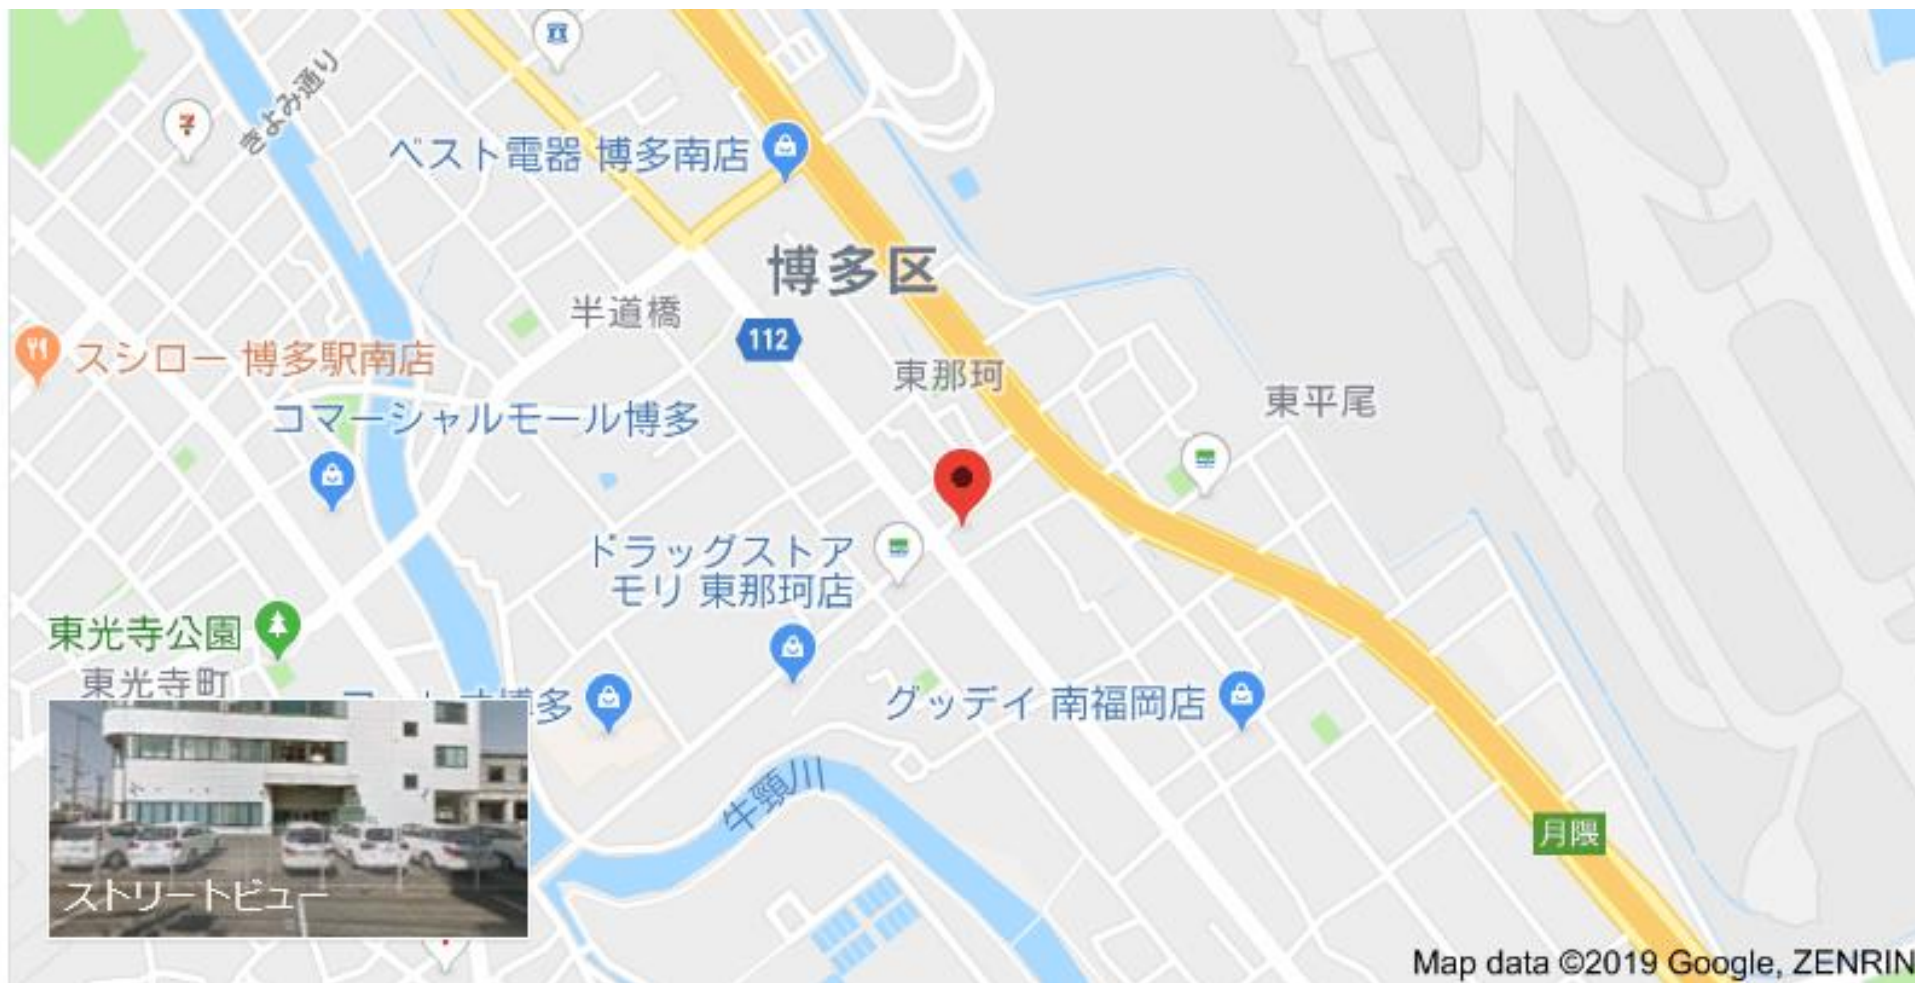 きよみ通り
ベスト電器 博多南店
博多区
半道橋
112
スシロー 博多駅南店
東那珂
東平尾
コマーシャルモール博多
ドラッグストア
モリ 東那珂店
東光寺公園
東光寺町
博多
グッデイ 南福岡店
牛頸川
月隈
ストリートビュー
Map data ©2019 Google, ZENRIN